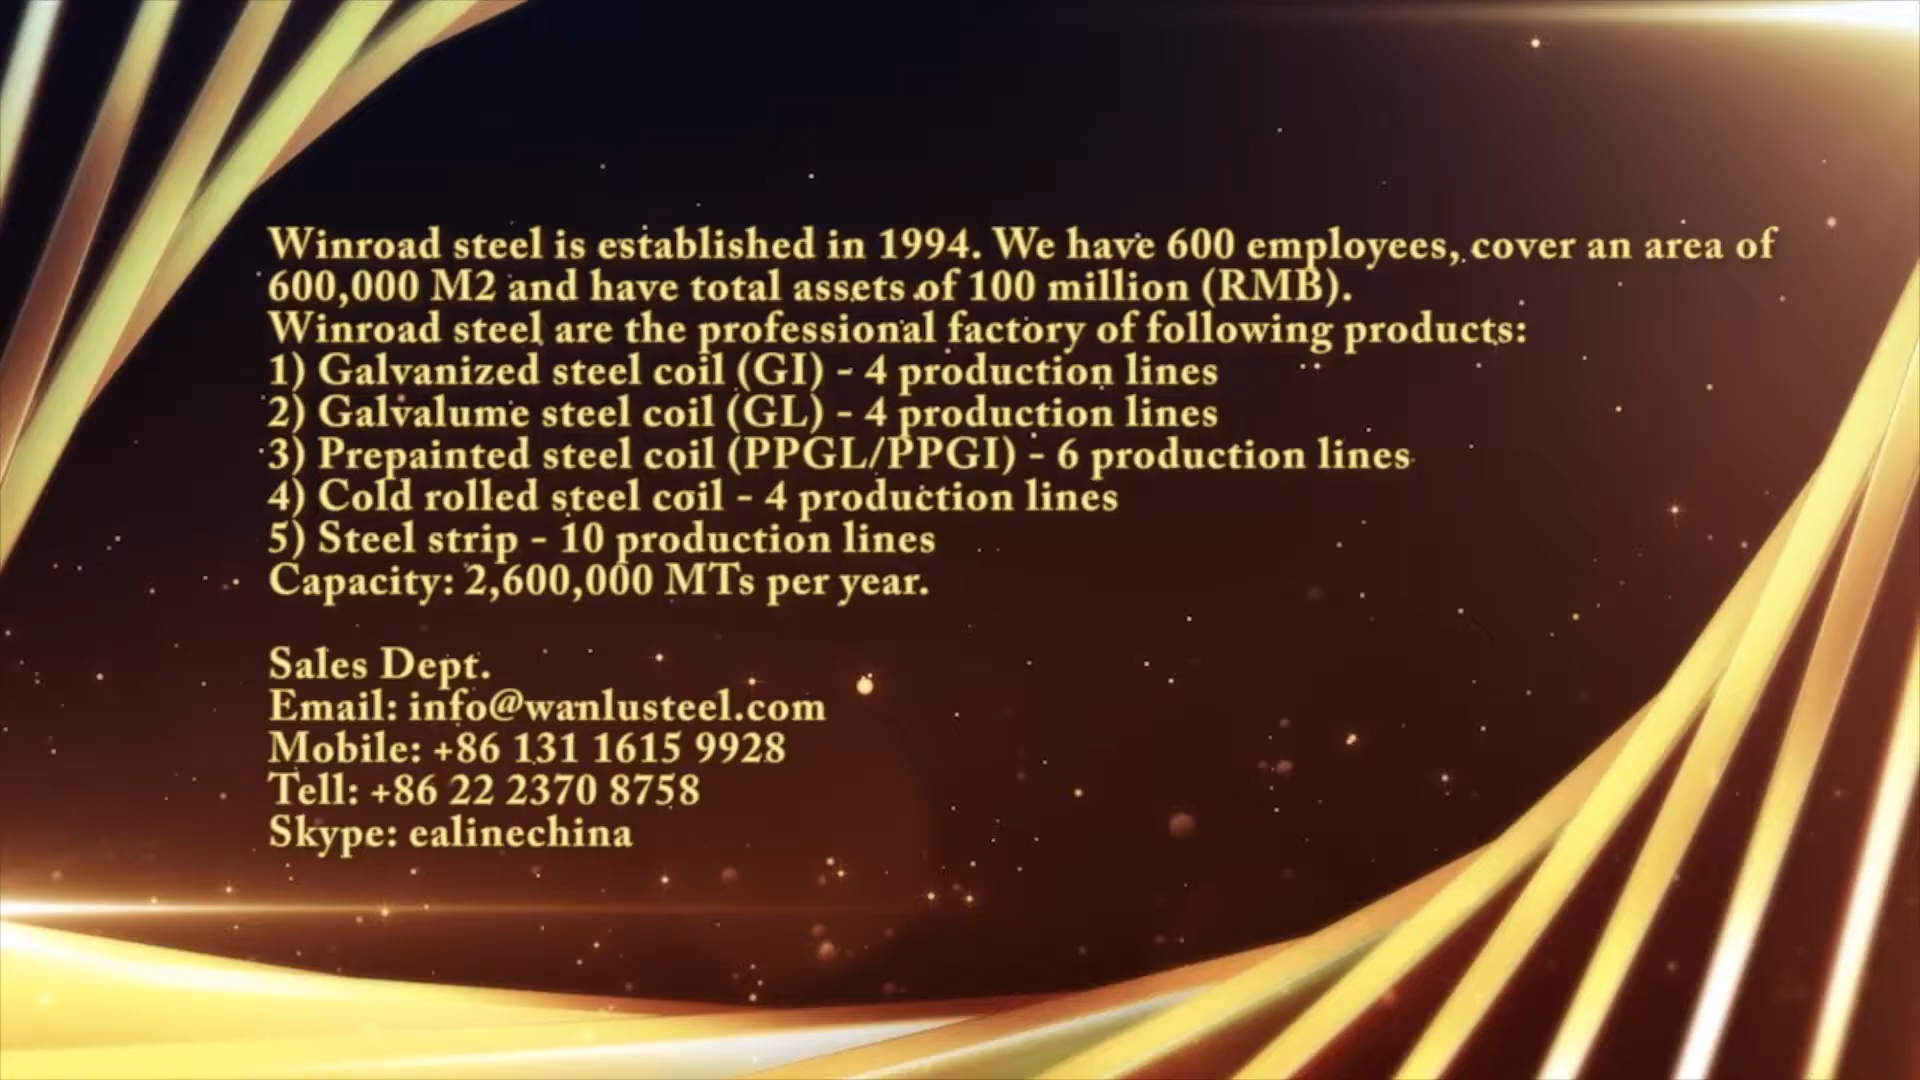 Winroad steel is established in 1994. We have 600 employees, cover an area of
600,000 M2 and have total assets of 100 million (RMB).
Winroad steel are the professional factory of following products:
1) Galvanized steel coil (GI) - 4 production lines
2) Galvalume steel coil (GL) - 4 production lines
3) Prepainted steel coil (PPGL/PPGI) - 6 production lines
4) Cold rolled steel coil - 4 production lines
5) Steel strip - 10 production lines
Capacity: 2,600,000 MTs per year.
Sales Dept.
Email: info@wanlusteel.com
Mobile: +86 131 1615 9928
Tell: +86 22 2370 8758
Skype: ealinechina